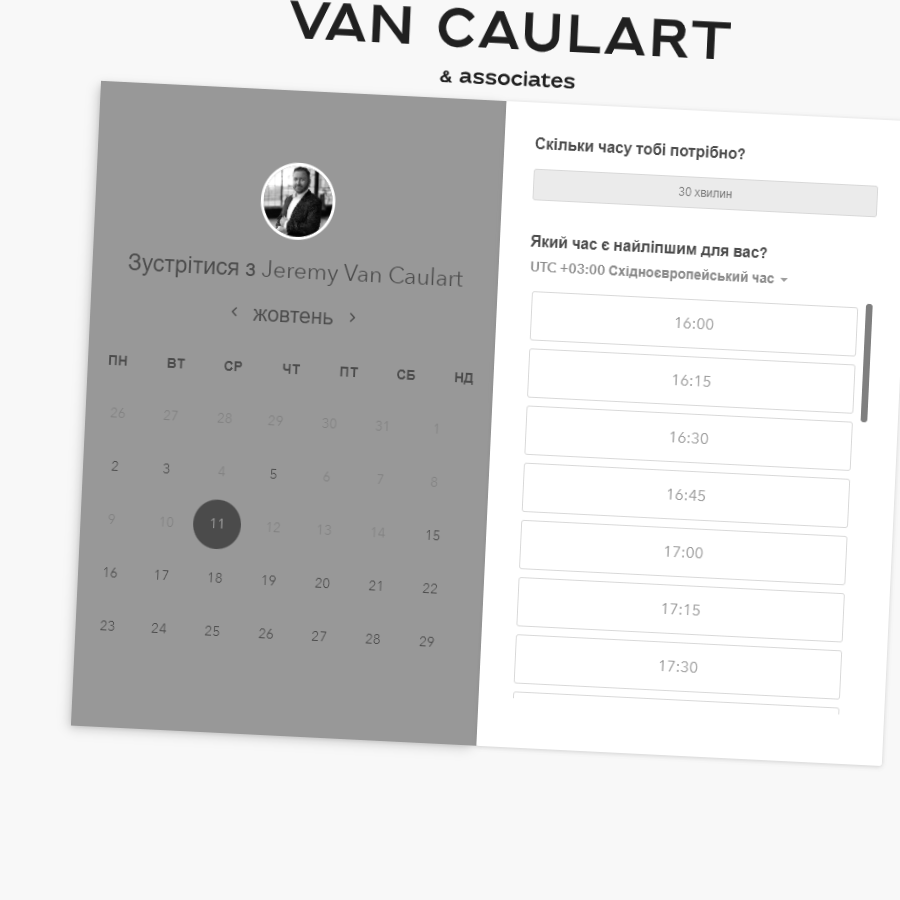 VAN CAULART
& associates
Зустрітися з Jeremy Van Caulart
жовтень
ПН ВТ СР ЧТ ПТ СБ НД
26 27 28 29 30 31 1
2 3 4 5 6 7 8
9 10 11 12 13 14 15
16 17 18 19 20 21 22
23 24 25 26 27 28 29
Скільки часу тобі потрібно?
30 хвилин
Який час є найліпшим для вас?
UTC +03:00 Східноєвропейський час
16:00
16:15
16:30
16:45
17:00
17:15
17:30